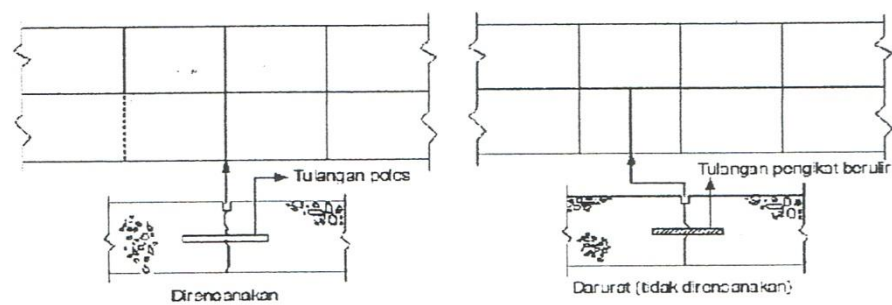 Tulangan polos
Tulangan pengikat berulir
Direncanakan
Darurat (tidak direncanakan)